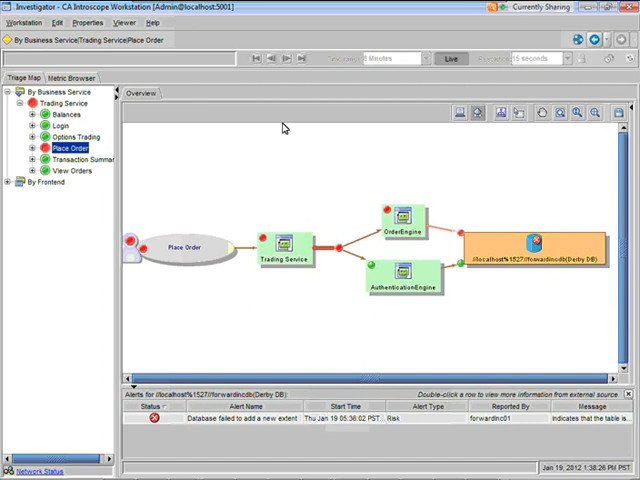 Investigator - CA Introscope Workstation [Admin@localhost:5001]
Currently Sharing
Workstation Edit Properties Viewer Help
By Business Service|Trading Service|Place Order
8 Minutes
Live
15 seconds
Triage Map Metric Browser
By Business Service
Trading Service
Balances
Login
Options Trading
Place Order
Transaction Summar
View Orders
By Frontend
Overview
OrderEngine
Place Order
Trading Service
//localhost%1527//forwardincdb(Derby DB)
AuthenticationEngine
Alerts for //localhost%1527//forwardincdb(Derby DB): Double-click a row to view more information from external source.
Status Alert Name Start Time Alert Type Reported By Message
Database failed to add a new extent Thu Jan 19 05:36:02 PST... Risk forwardinc01 Indicates that the table is...
Network Status
Jan 19, 2012 1:38:26 PM PST